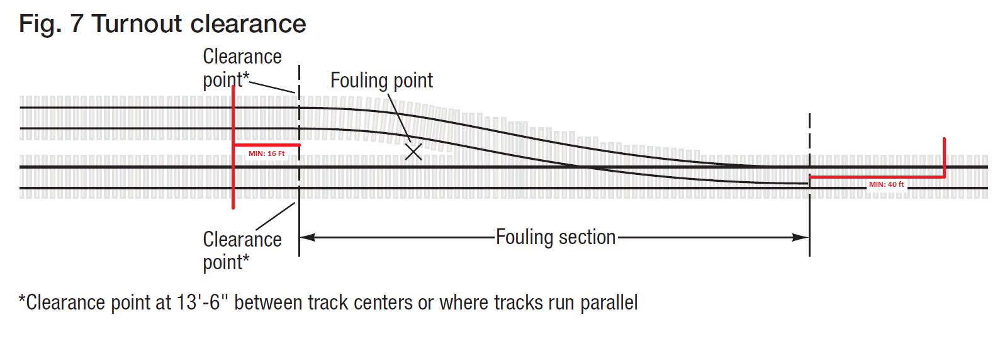 Fig. 7 Turnout clearance
Clearance
point*
Fouling point
MIN: 16 Ft
MIN: 40 ft
Fouling section
Clearance
point*
*Clearance point at 13'-6" between track centers or where tracks run parallel